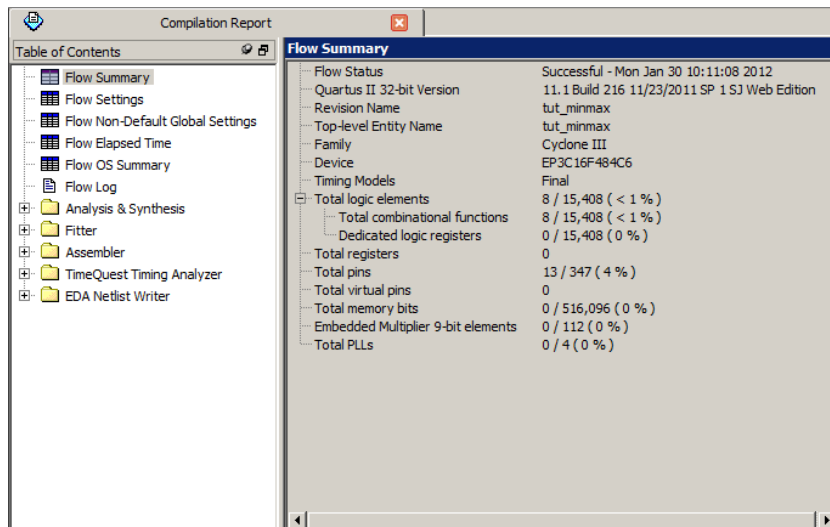 Compilation Report
Table of Contents
Flow Summary
Flow Settings
Flow Non-Default Global Settings
Flow Elapsed Time
Flow OS Summary
Flow Log
Analysis & Synthesis
Fitter
Assembler
TimeQuest Timing Analyzer
EDA Netlist Writer
Flow Summary
Flow Status Successful - Mon Jan 30 10:11:08 2012
Quartus II 32-bit Version 11.1 Build 216 11/23/2011 SP 1 SJ Web Edition
Revision Name tut_minmax
Top-level Entity Name tut_minmax
Family Cyclone III
Device EP3C16F484C6
Timing Models Final
Total logic elements 8 / 15,408 ( < 1 % )
Total combinational functions 8 / 15,408 ( < 1 % )
Dedicated logic registers 0 / 15,408 ( 0 % )
Total registers 0
Total pins 13 / 347 ( 4 % )
Total virtual pins 0
Total memory bits 0 / 516,096 ( 0 % )
Embedded Multiplier 9-bit elements 0 / 112 ( 0 % )
Total PLLs 0 / 4 ( 0 % )